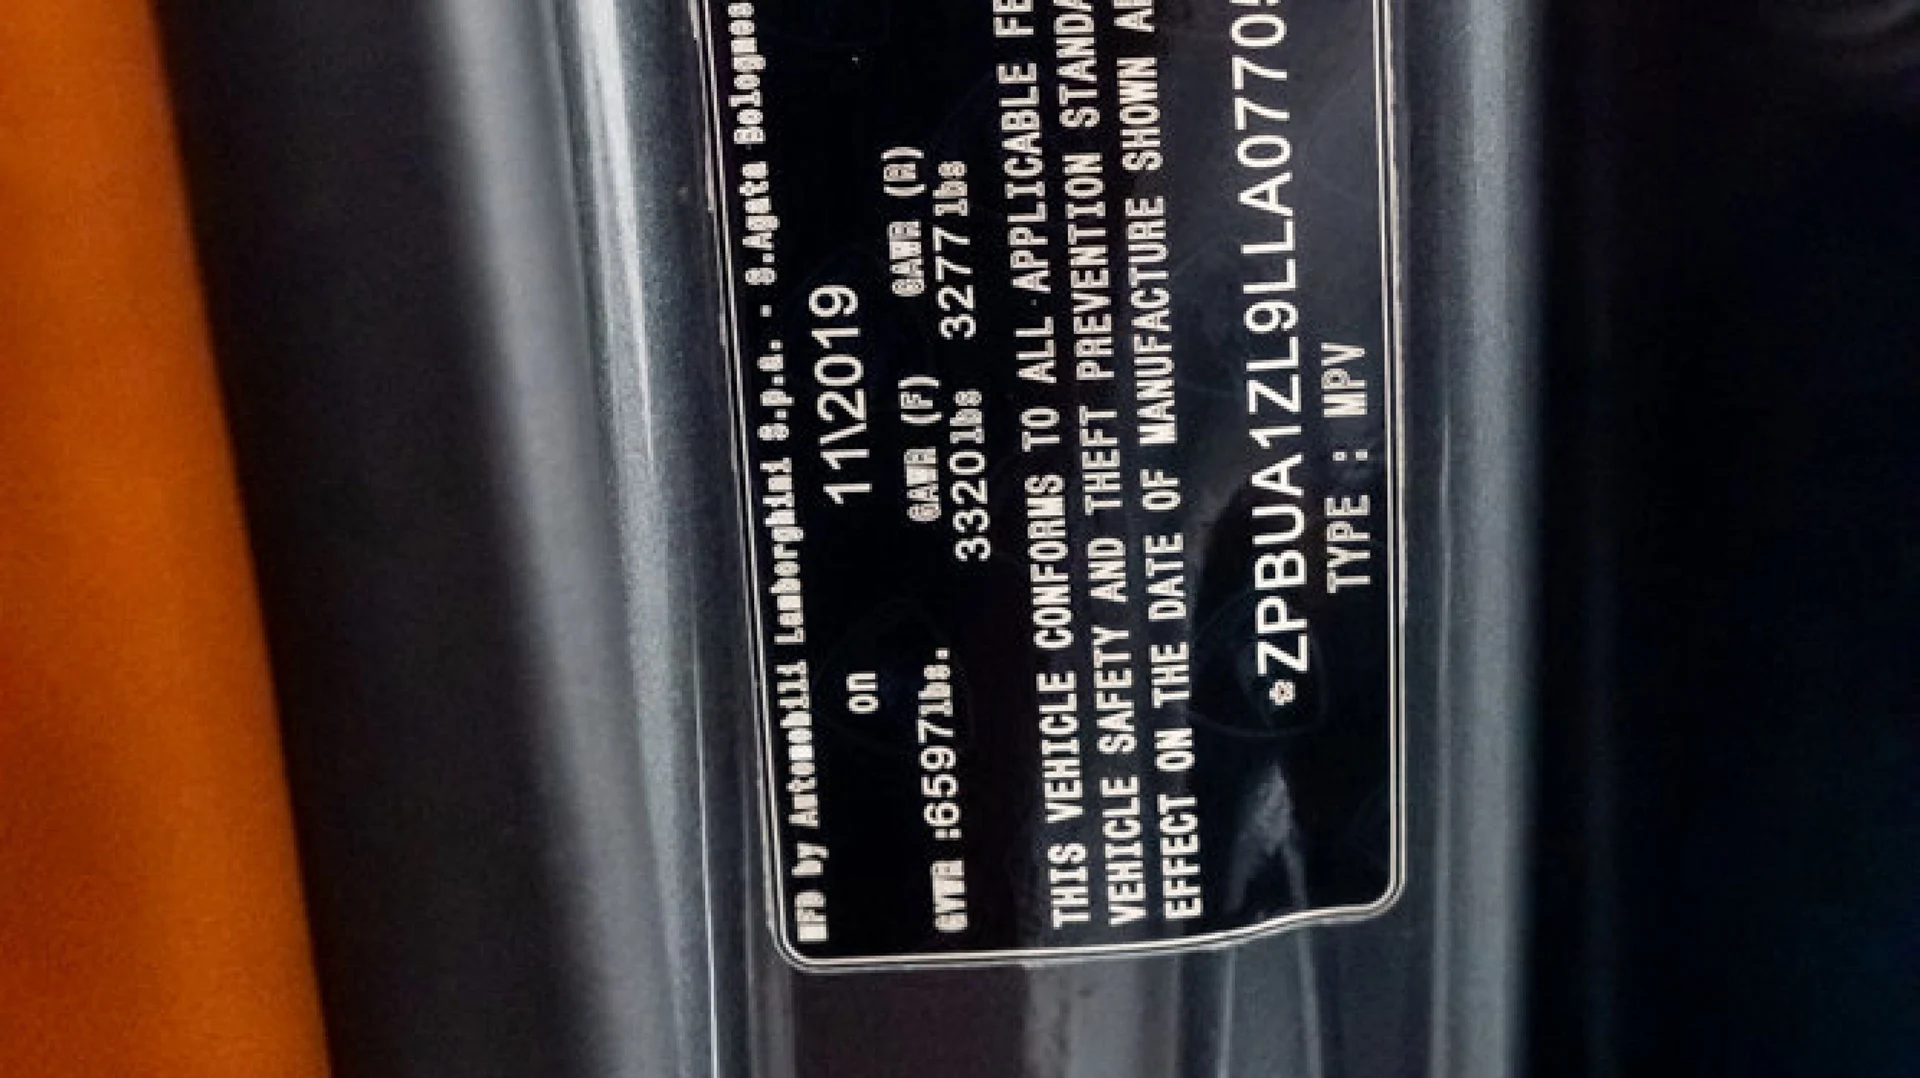 MFD by Automobili Lamborghini S.p.a. - S.Agata Bolognes
on 11\2019
GVWR :6597lbs. GAWR (F) GAWR (R)
3320lbs 3277lbs
THIS VEHICLE CONFORMS TO ALL APPLICABLE FE
VEHICLE SAFETY AND THEFT PREVENTION STANDA
EFFECT ON THE DATE OF MANUFACTURE SHOWN AB
*ZPBUA1ZL9LLA0770
TYPE : MPV